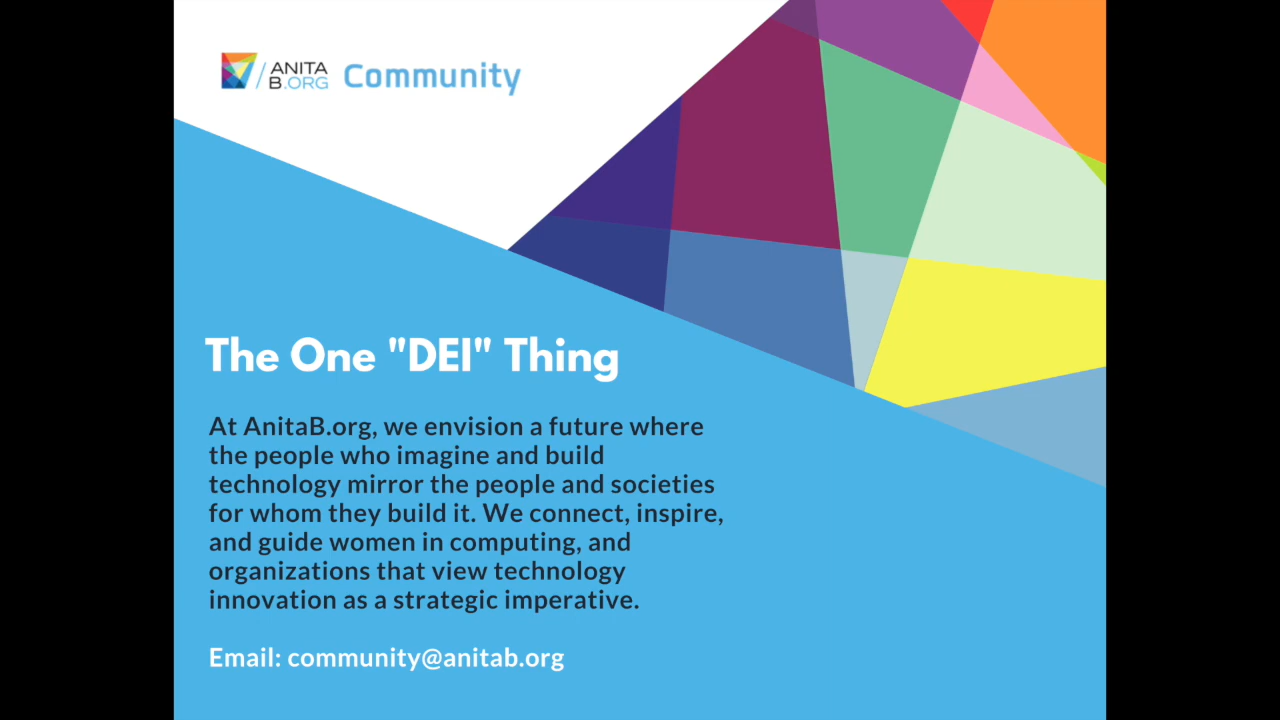 ANITA
B.ORG
Community
The One "DEI" Thing
At AnitaB.org, we envision a future where
the people who imagine and build
technology mirror the people and societies
for whom they build it. We connect, inspire,
and guide women in computing, and
organizations that view technology
innovation as a strategic imperative.
Email: community@anitab.org